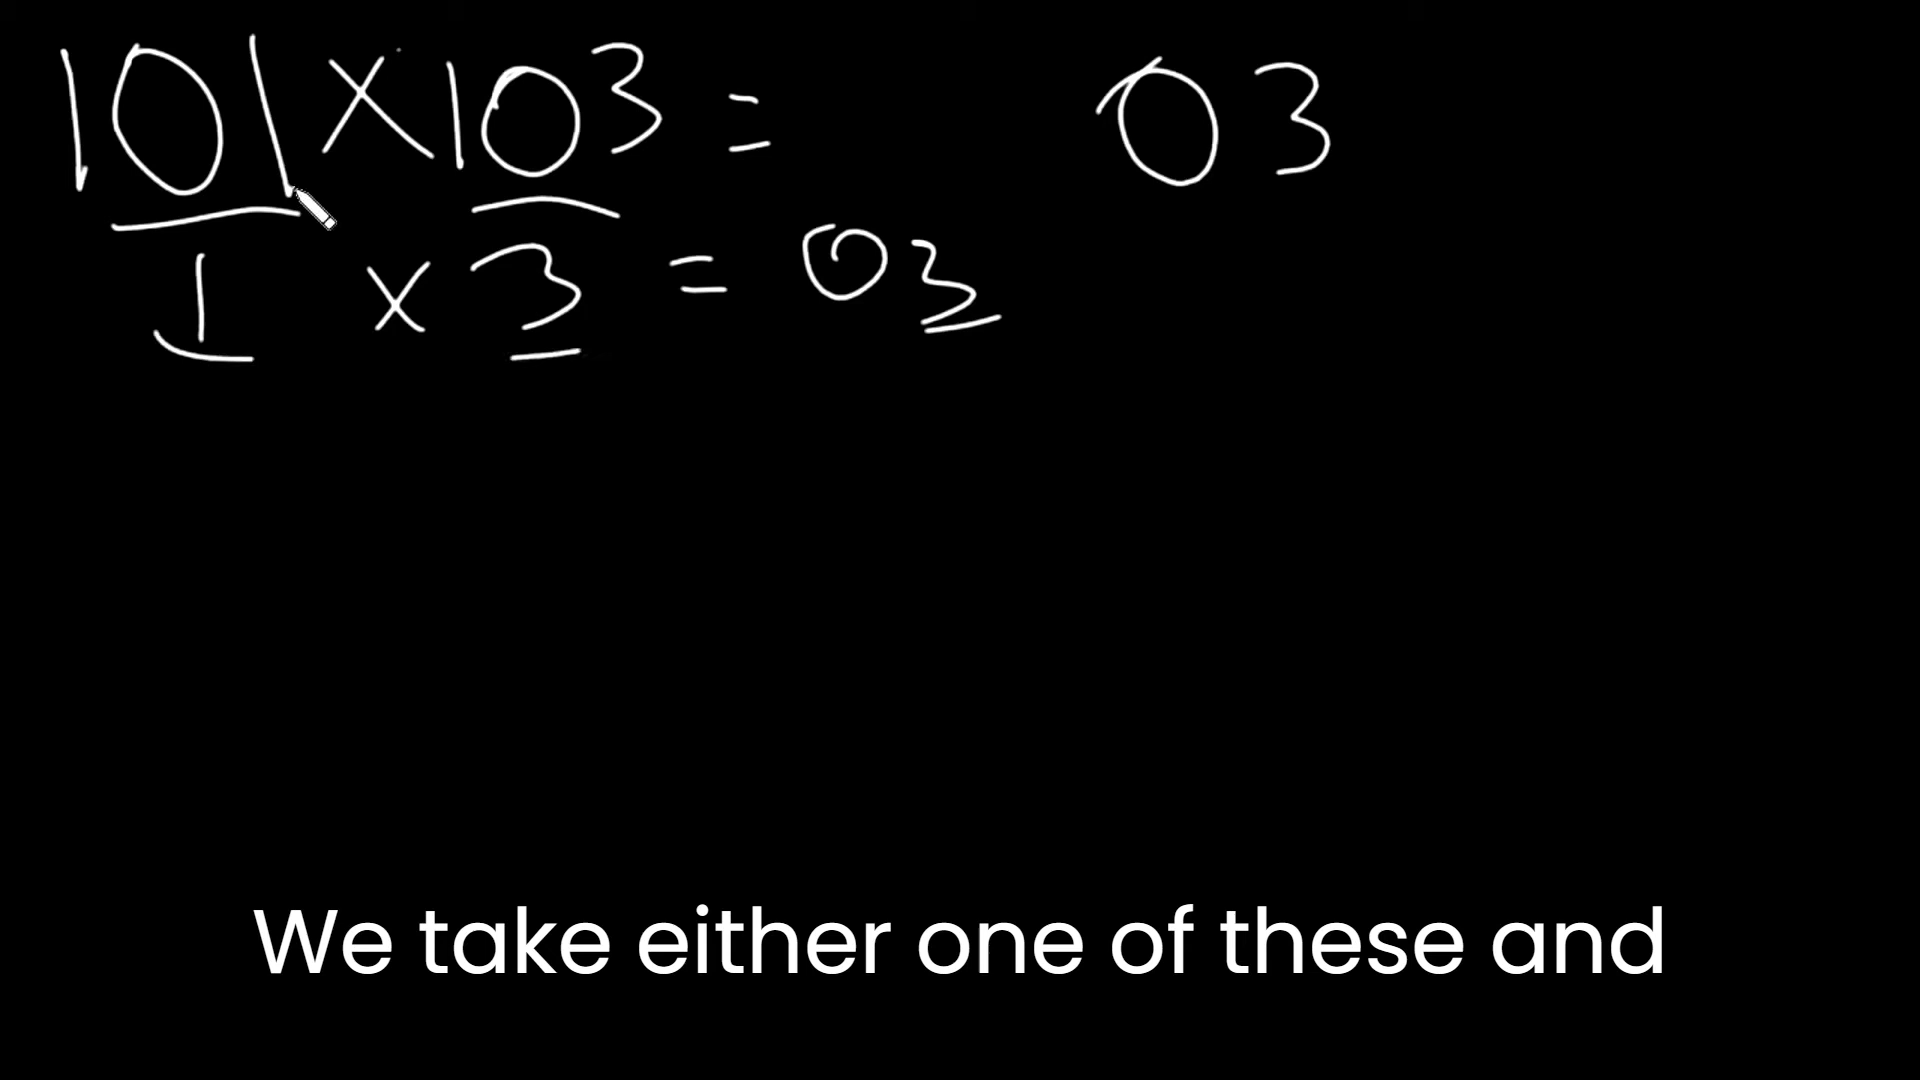 101 × 103 = 03
1 × 3 = 03
We take either one of these and